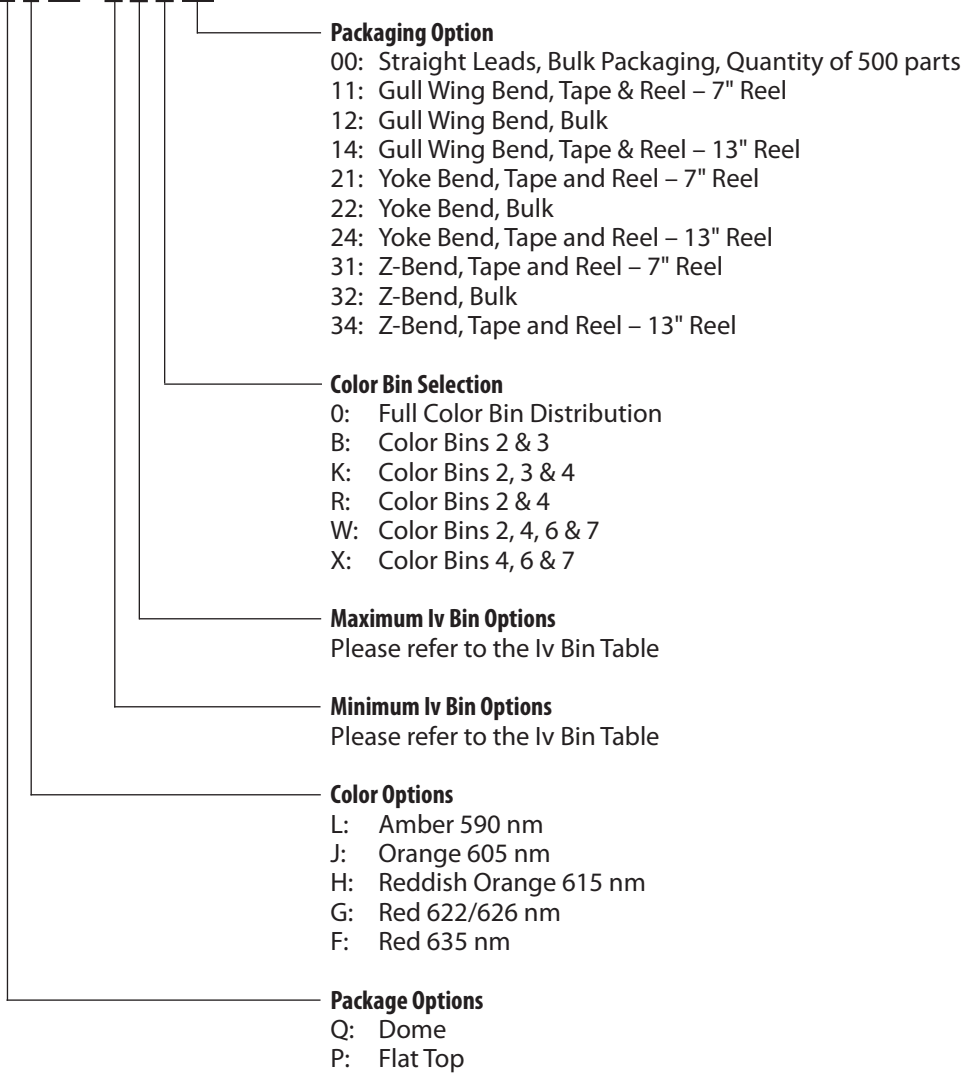 Packaging Option
00: Straight Leads, Bulk Packaging, Quantity of 500 parts
11: Gull Wing Bend, Tape & Reel – 7" Reel
12: Gull Wing Bend, Bulk
14: Gull Wing Bend, Tape & Reel – 13" Reel
21: Yoke Bend, Tape and Reel – 7" Reel
22: Yoke Bend, Bulk
24: Yoke Bend, Tape and Reel – 13" Reel
31: Z-Bend, Tape and Reel – 7" Reel
32: Z-Bend, Bulk
34: Z-Bend, Tape and Reel – 13" Reel
Color Bin Selection
0: Full Color Bin Distribution
B: Color Bins 2 & 3
K: Color Bins 2, 3 & 4
R: Color Bins 2 & 4
W: Color Bins 2, 4, 6 & 7
X: Color Bins 4, 6 & 7
Maximum Iv Bin Options
Please refer to the Iv Bin Table
Minimum Iv Bin Options
Please refer to the Iv Bin Table
Color Options
L: Amber 590 nm
J: Orange 605 nm
H: Reddish Orange 615 nm
G: Red 622/626 nm
F: Red 635 nm
Package Options
Q: Dome
P: Flat Top